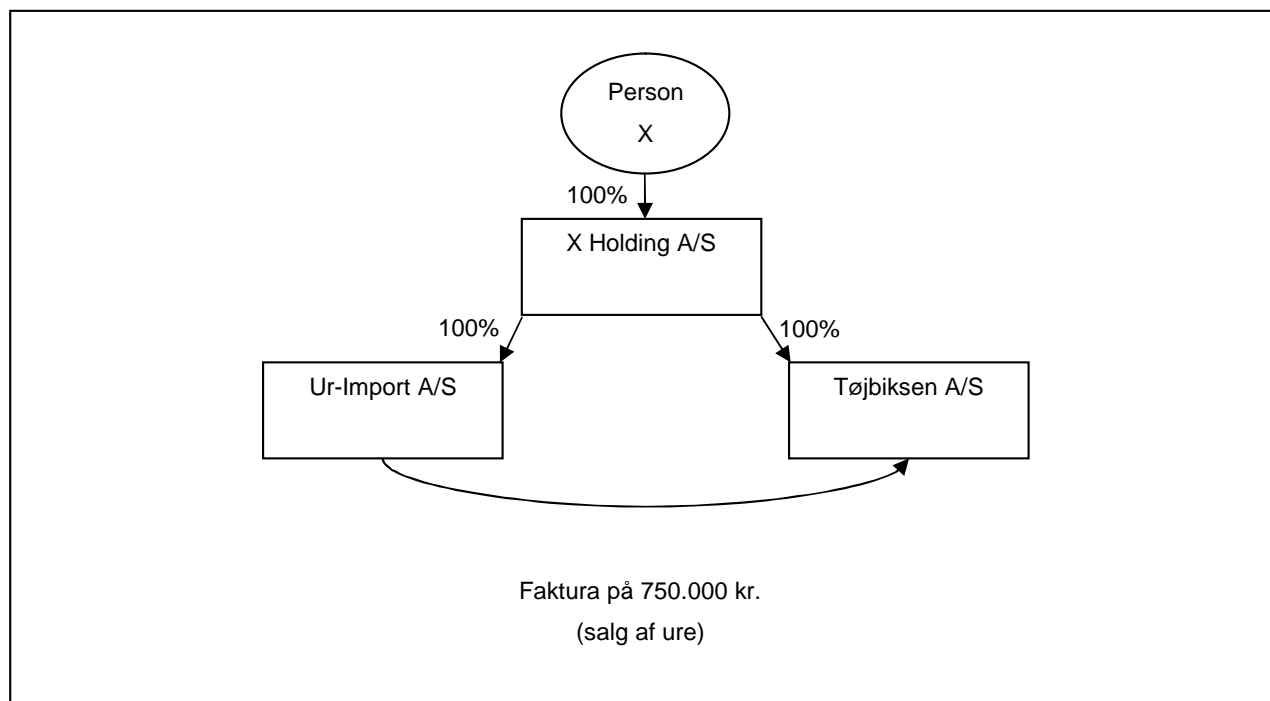 Person
X
100%
X Holding A/S
100%
100%
Ur-Import A/S
Tøjbiksen A/S
Faktura på 750.000 kr.
(salg af ure)